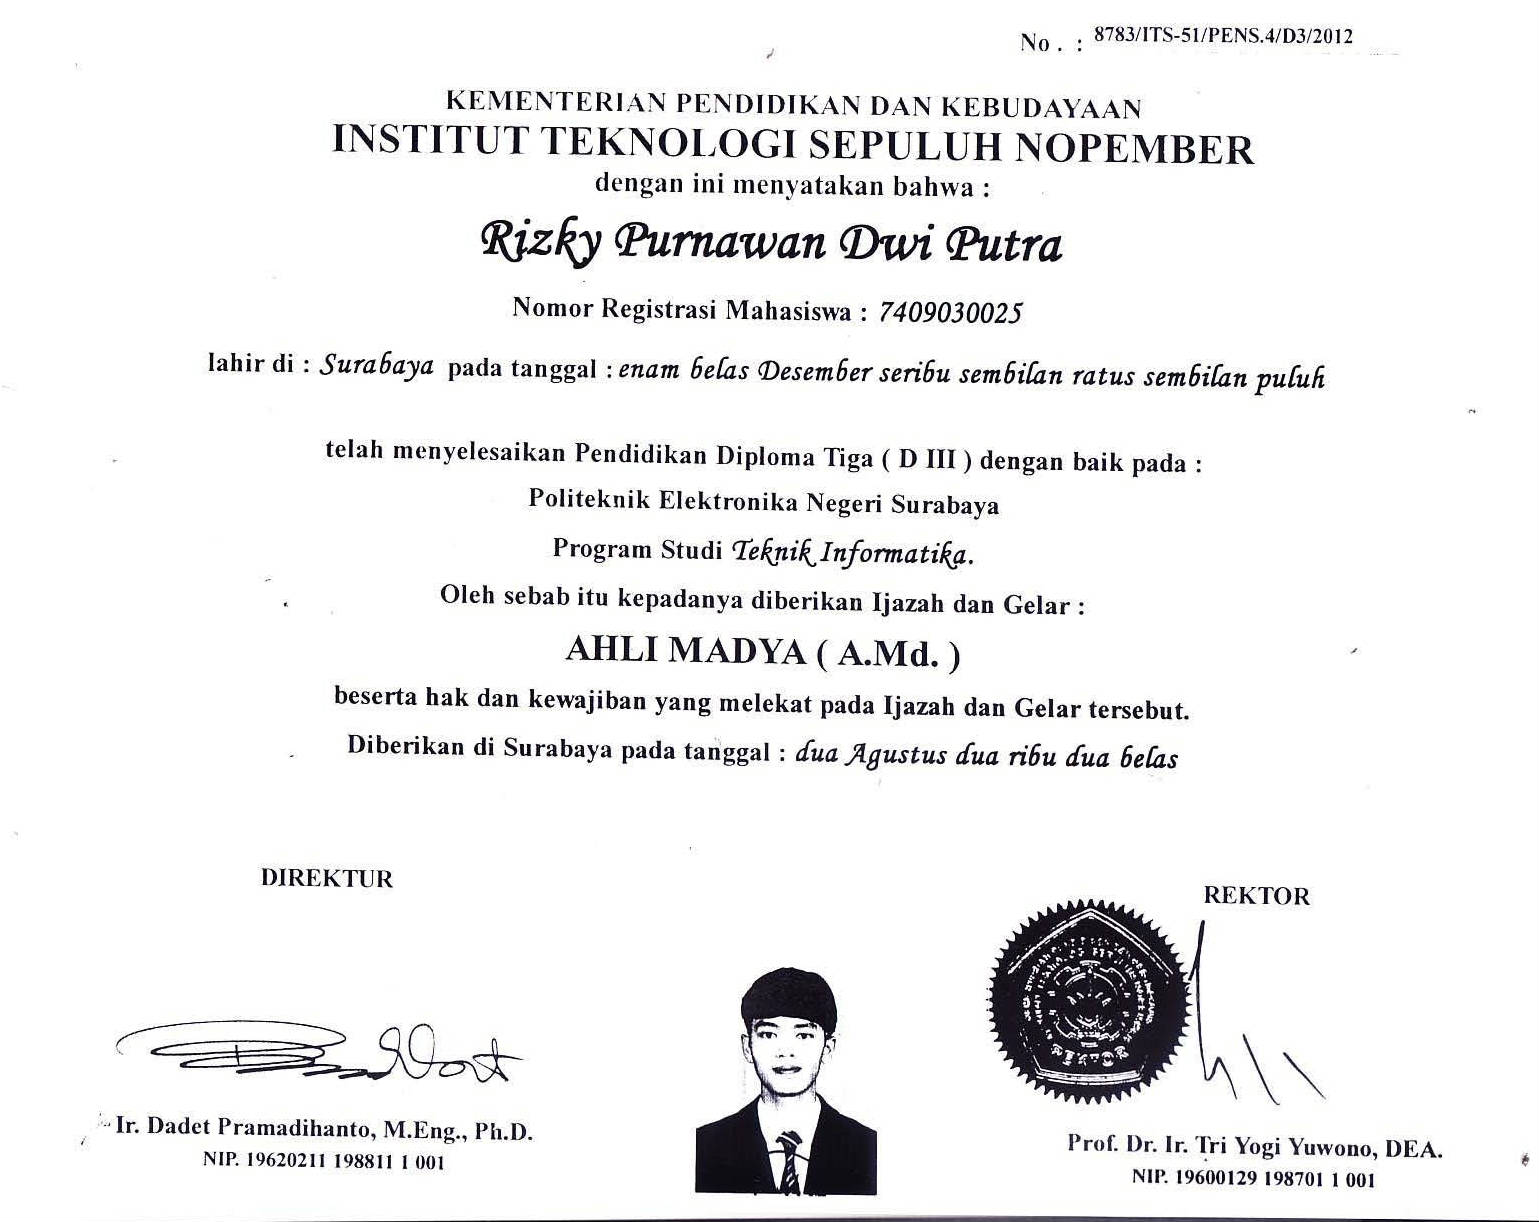 No. : 8783/ITS-51/PENS.4/D3/2012
KEMENTERIAN PENDIDIKAN DAN KEBUDAYAAN
INSTITUT TEKNOLOGI SEPULUH NOPEMBER
dengan ini menyatakan bahwa :
Rizky Purnawan Dwi Putra
Nomor Registrasi Mahasiswa : 7409030025
lahir di : Surabaya pada tanggal : enam belas Desember seribu sembilan ratus sembilan puluh
telah menyelesaikan Pendidikan Diploma Tiga ( D III ) dengan baik pada :
Politeknik Elektronika Negeri Surabaya
Program Studi Teknik Informatika.
Oleh sebab itu kepadanya diberikan Ijazah dan Gelar :
AHLI MADYA ( A.Md. )
beserta hak dan kewajiban yang melekat pada Ijazah dan Gelar tersebut.
Diberikan di Surabaya pada tanggal : dua Agustus dua ribu dua belas
DIREKTUR
Ir. Dadet Pramadihanto, M.Eng., Ph.D.
NIP. 19620211 198811 1 001
REKTOR
REKTOR
Prof. Dr. Ir. Tri Yogi Yuwono, DEA.
NIP. 19600129 198701 1 001